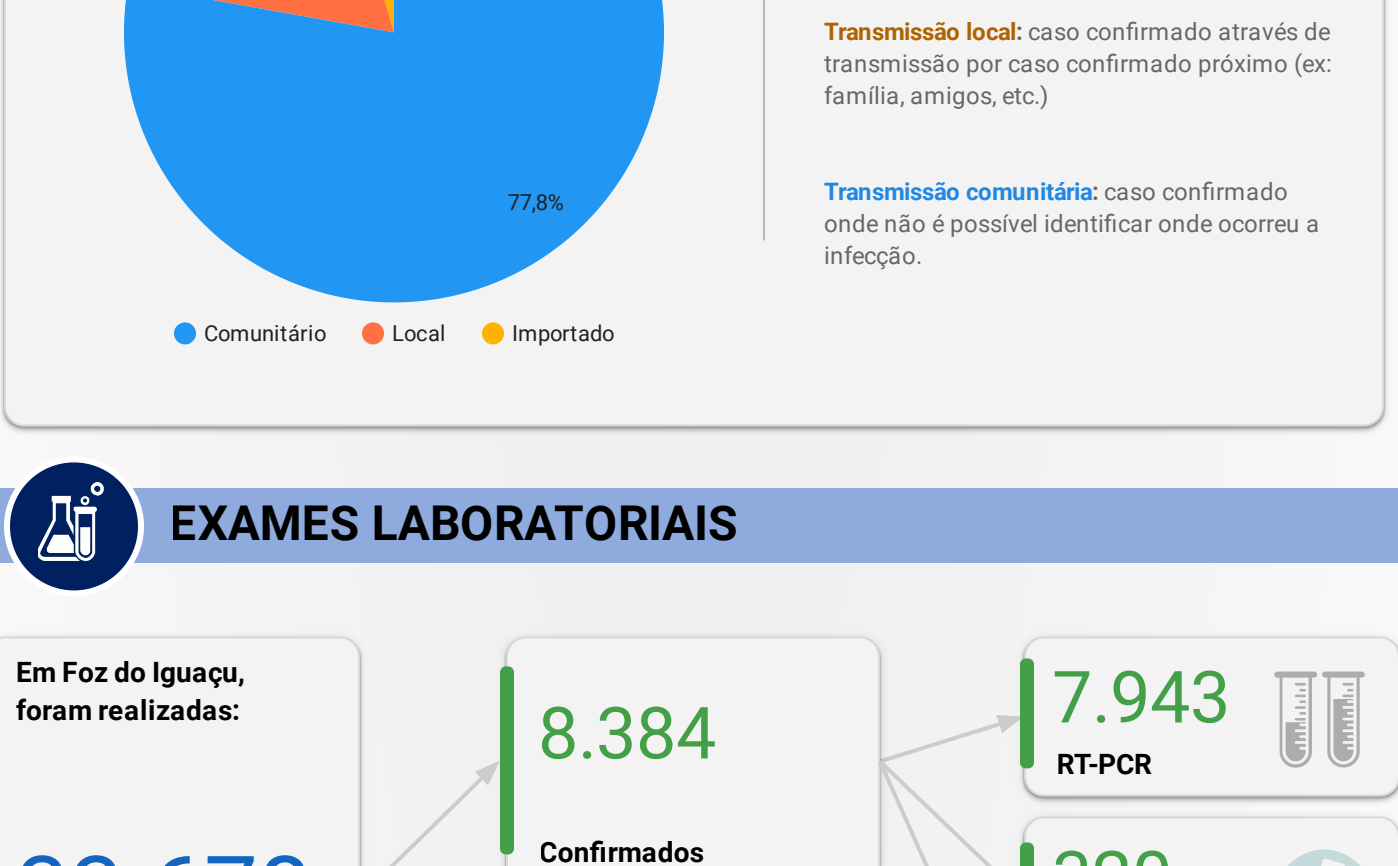 Transmissão local: caso confirmado através de
transmissão por caso confirmado próximo (ex:
família, amigos, etc.)
Transmissão comunitária: caso confirmado
onde não é possível identificar onde ocorreu a
infecção.
77,8%
Comunitário Local Importado
EXAMES LABORATORIAIS
Em Foz do Iguaçu,
foram realizadas:
8.384
Confirmados
7.943
RT-PCR